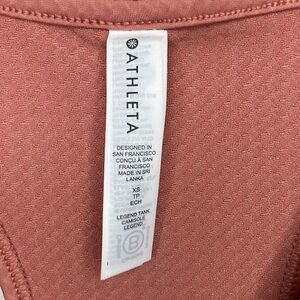 ATHLETA
DESIGNED IN
SAN FRANCISCO
CONÇU À SAN
FRANCISCO
MADE IN SRI
LANKA
XS
TP
ECH
LEGEND TANK
CAMISOLE
LEGEND
B